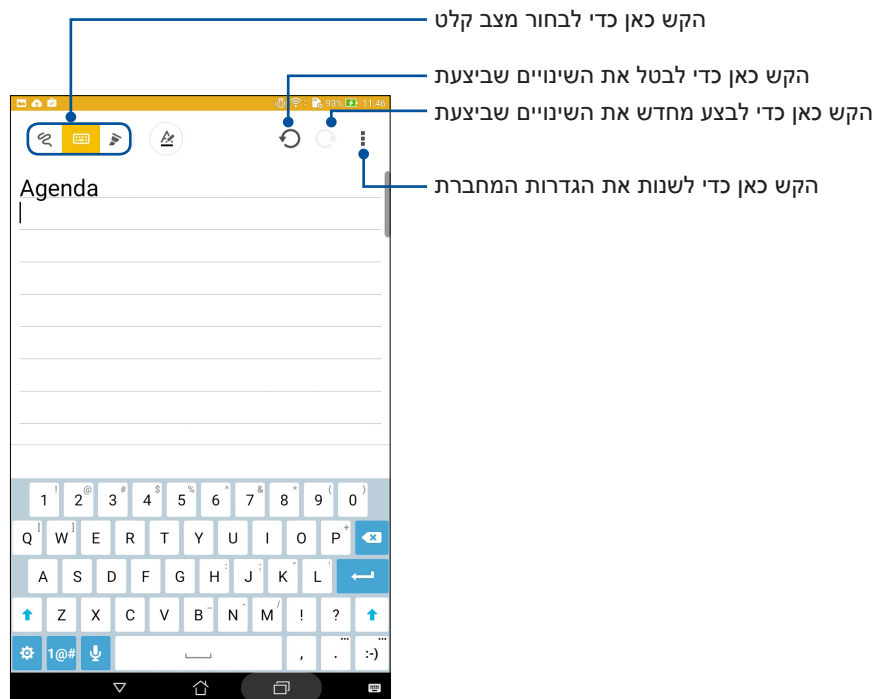 הקש כאן כדי לבחור מצב קלט
הקש כאן כדי לבטל את השינויים שביצעת
הקש כאן כדי לבצע מחדש את השינויים שביצעת
הקש כאן כדי לשנות את הגדרות המחברת
93% 11:46
Agenda
1 ! 2 @ 3 # 4 $ 5 % 6 ^ 7 & 8 * 9 ( 0 )
Q [ W ] E R T Y U I O P +
A S D F G H : J ; K " L '
Z X C V B _ N - M / ! ?
1@# , . ... :-) ...